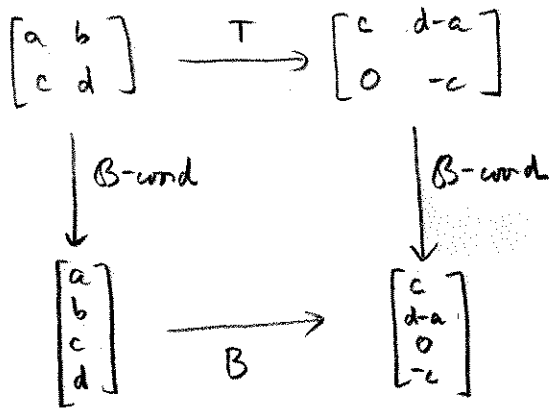 [a b T [c d-a
c d] 0 -c]
B-coord B-coord
[a [c
b d-a
c 0
d] -c]
B